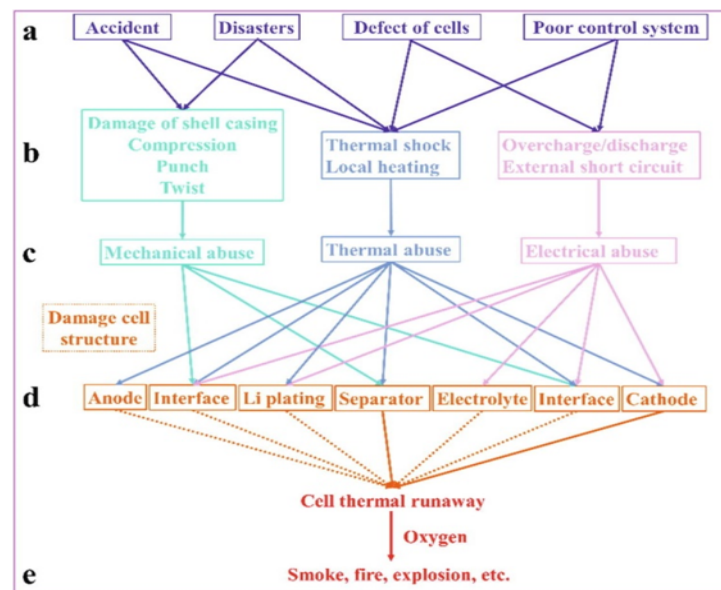 a
Accident
Disasters
Defect of cells
Poor control system
b
Damage of shell casing
Compression
Punch
Twist
Thermal shock
Local heating
Overcharge/discharge
External short circuit
c
Mechanical abuse
Thermal abuse
Electrical abuse
Damage cell
structure
d
Anode
Interface
Li plating
Separator
Electrolyte
Interface
Cathode
Cell thermal runaway
Oxygen
e
Smoke, fire, explosion, etc.